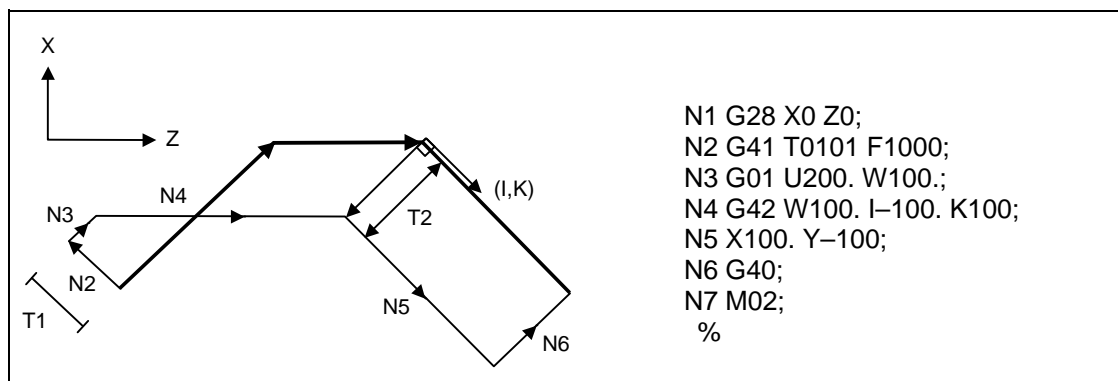 X
Z
N3
N4
N2
T1
T2
(I,K)
N5
N6
N1 G28 X0 Z0;
N2 G41 T0101 F1000;
N3 G01 U200. W100.;
N4 G42 W100. I–100. K100;
N5 X100. Y–100;
N6 G40;
N7 M02;
%